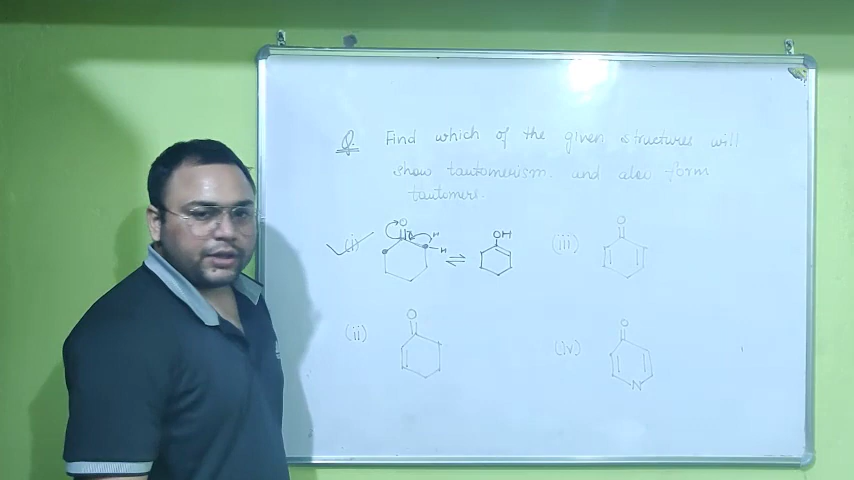 Q. Find which of the given structures will
show tautomerism. and also form
tautomers.
(i) O H H ⇌ OH
(iii) O
(ii) O
(iv) O N